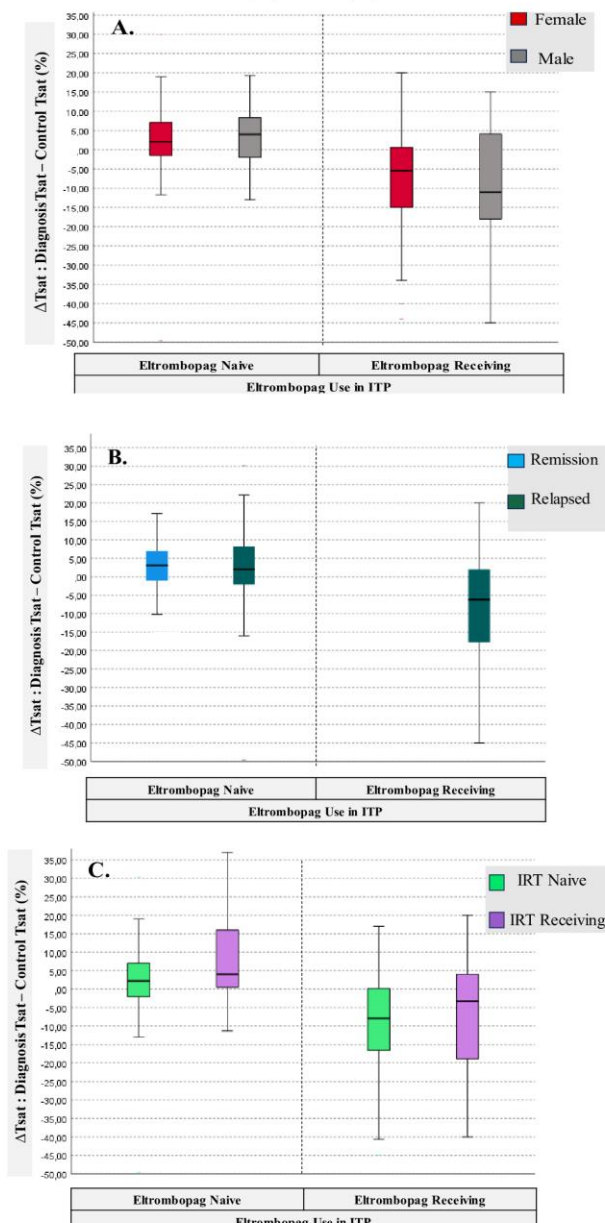 A.
Female
Male
ΔTsat : Diagnosis Tsat – Control Tsat (%)
35,00
30,00
25,00
20,00
15,00
10,00
5,00
,00
-5,00
-10,00
-15,00
-20,00
-25,00
-30,00
-35,00
-40,00
-45,00
-50,00
Eltrombopag Naive
Eltrombopag Receiving
Eltrombopag Use in ITP
B.
Remission
Relapsed
ΔTsat : Diagnosis Tsat – Control Tsat (%)
35,00
30,00
25,00
20,00
15,00
10,00
5,00
,00
-5,00
-10,00
-15,00
-20,00
-25,00
-30,00
-35,00
-40,00
-45,00
-50,00
Eltrombopag Naive
Eltrombopag Receiving
Eltrombopag Use in ITP
C.
IRT Naive
IRT Receiving
ΔTsat : Diagnosis Tsat – Control Tsat (%)
35,00
30,00
25,00
20,00
15,00
10,00
5,00
,00
-5,00
-10,00
-15,00
-20,00
-25,00
-30,00
-35,00
-40,00
-45,00
-50,00
Eltrombopag Naive
Eltrombopag Receiving
Eltrombopag Use in ITP